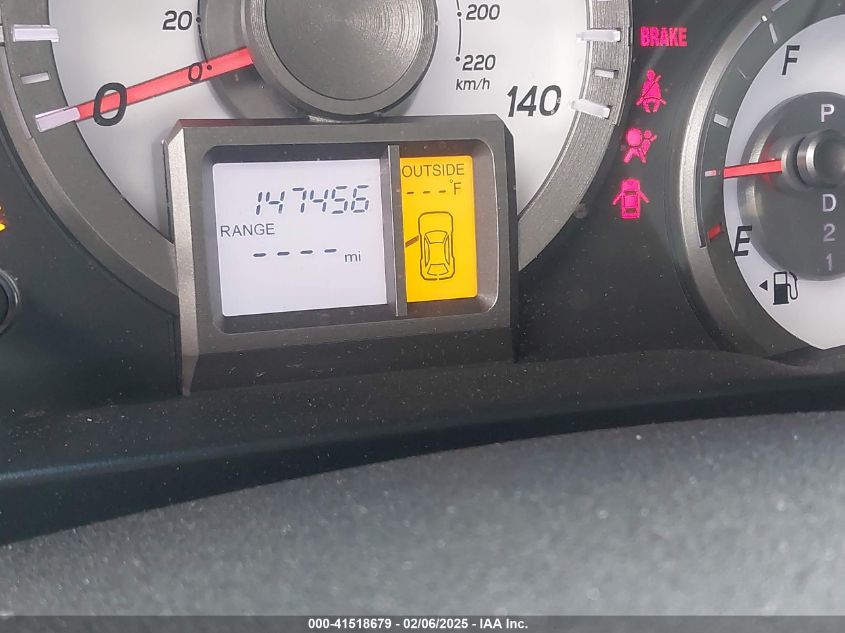 20
0
0
200
220
km/h
140
BRAKE
F
P
D
2
1
E
OUTSIDE
---°F
147456
RANGE
---- mi
000-41518679 - 02/06/2025 - IAA Inc.